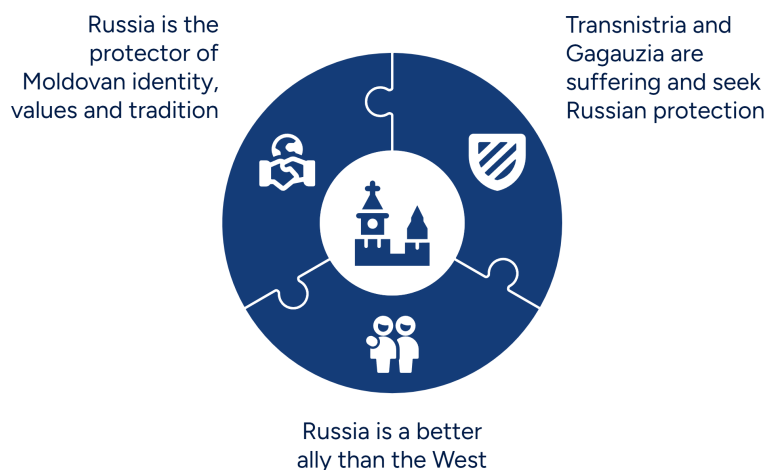 Russia is the
protector of
Moldovan identity,
values and tradition
Transnistria and
Gagauzia are
suffering and seek
Russian protection
Russia is a better
ally than the West